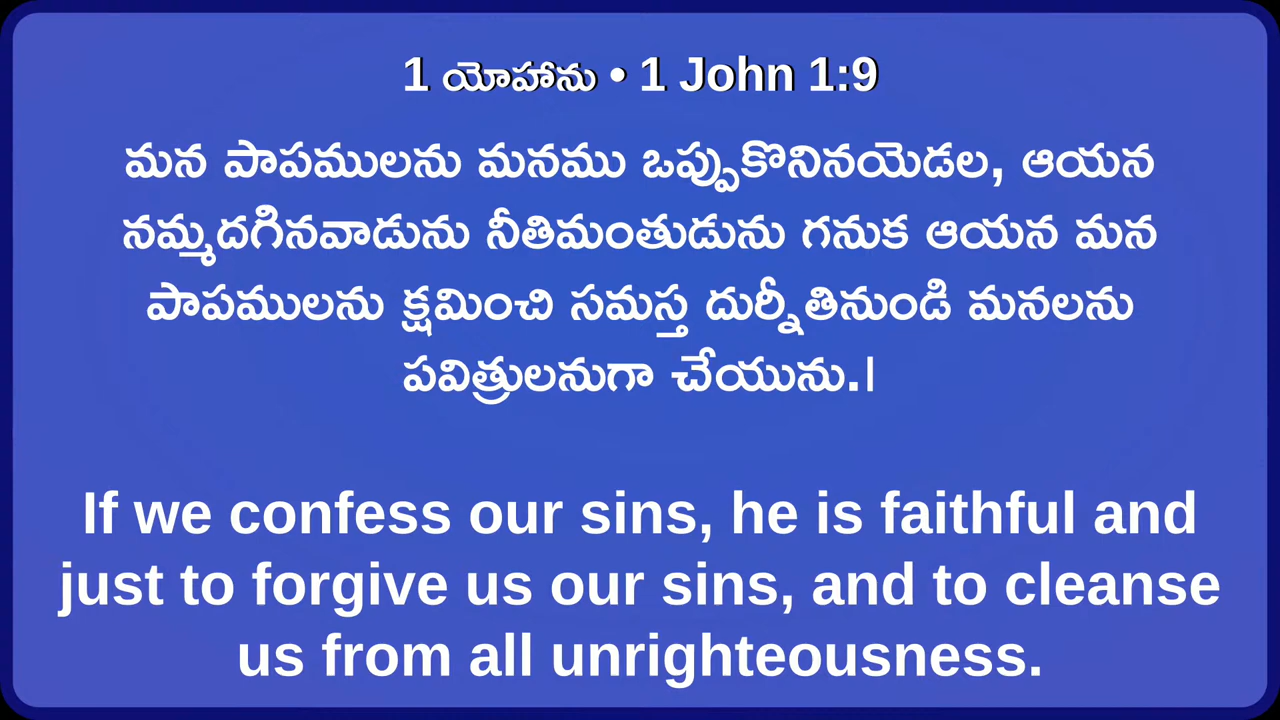 1 యోహాను • 1 John 1:9
మన పాపములను మనము ఒప్పుకొనినయెడల, ఆయన
నమ్మదగినవాడును నీతిమంతుడును గనుక ఆయన మన
పాపములను క్షమించి సమస్త దుర్నీతినుండి మనలను
పవిత్రులనుగా చేయును.।
If we confess our sins, he is faithful and
just to forgive us our sins, and to cleanse
us from all unrighteousness.